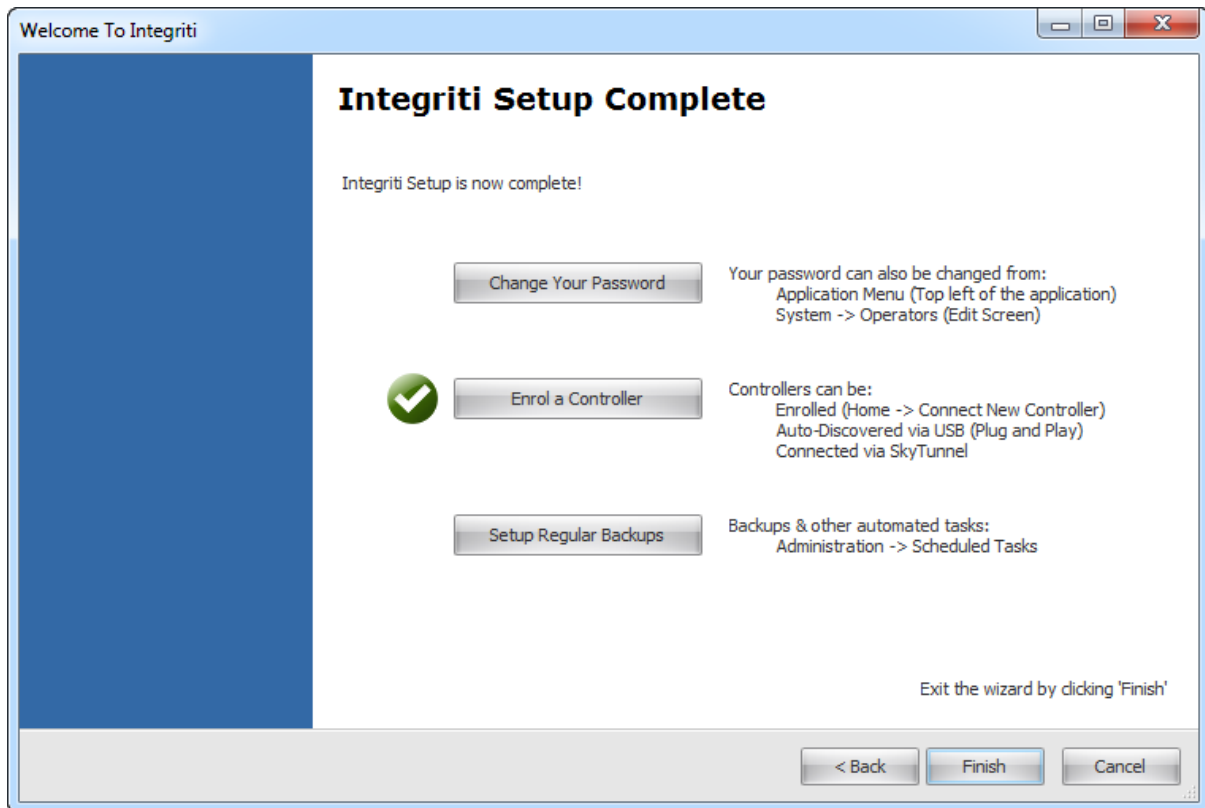 Welcome To Integriti
Integriti Setup Complete
Integriti Setup is now complete!
Change Your Password
Your password can also be changed from:
Application Menu (Top left of the application)
System -> Operators (Edit Screen)
Enrol a Controller
Controllers can be:
Enrolled (Home -> Connect New Controller)
Auto-Discovered via USB (Plug and Play)
Connected via SkyTunnel
Setup Regular Backups
Backups & other automated tasks:
Administration -> Scheduled Tasks
Exit the wizard by clicking 'Finish'
< Back
Finish
Cancel